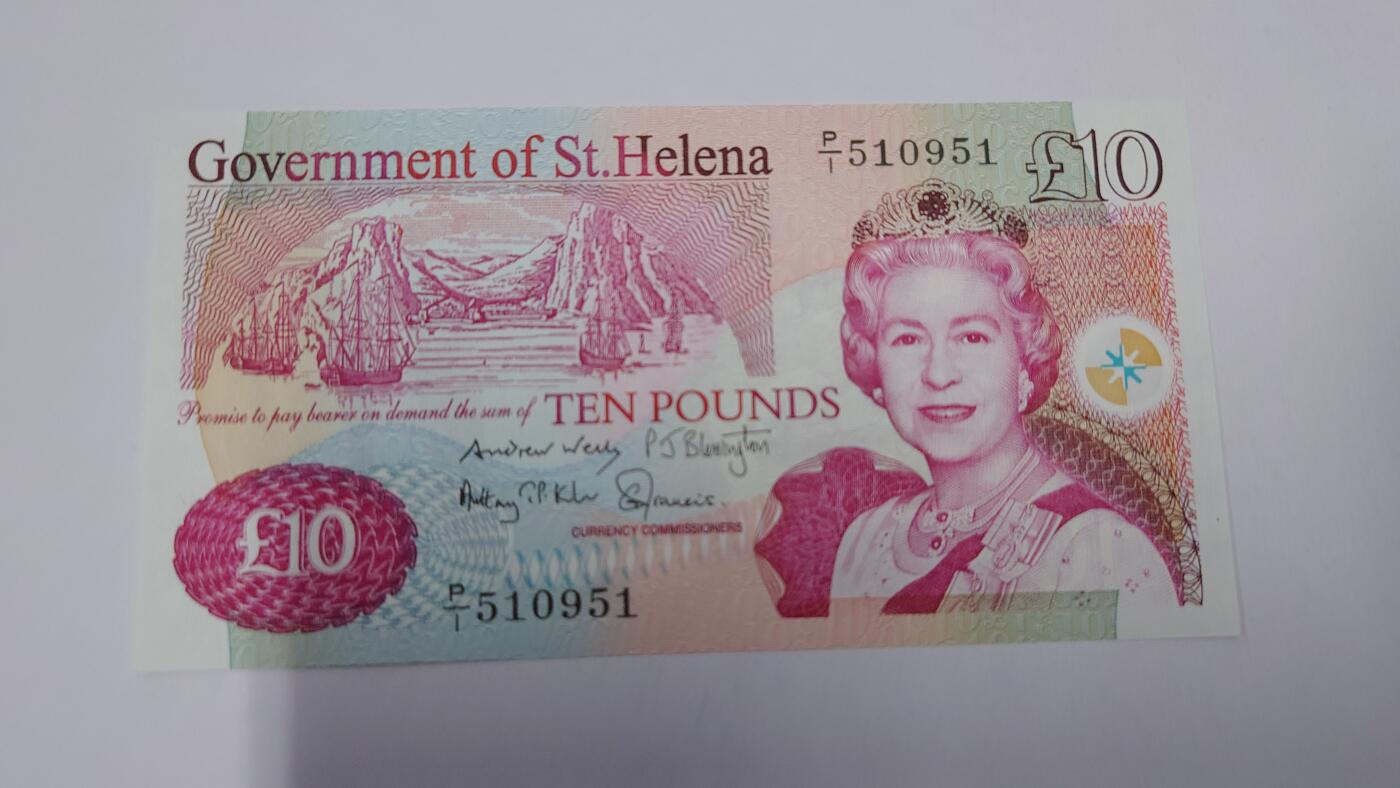 Government of St.Helena
P/1 510951
£10
Promise to pay bearer on demand the sum of TEN POUNDS
Andrew
£10
CURRENCY COMMISSIONERS
P/1 510951